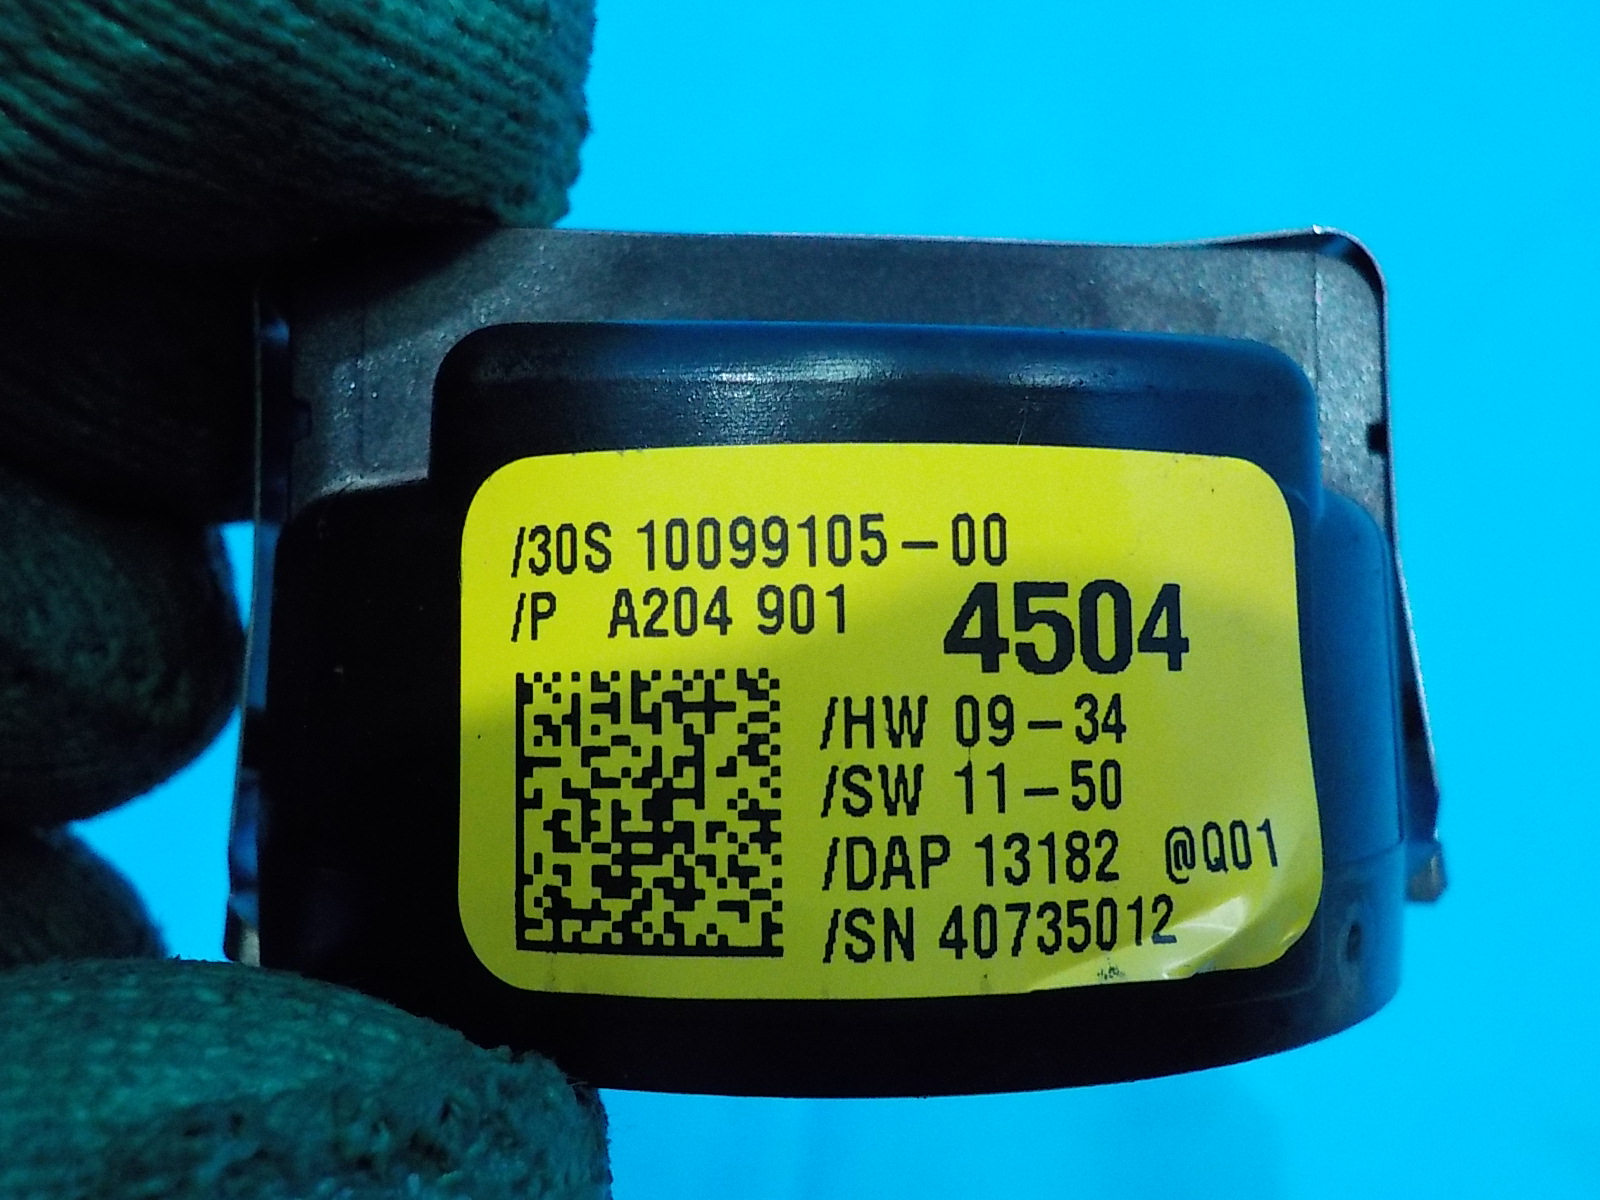 /30S 10099105-00
/P A204 901 4504
/HW 09-34
/SW 11-50
/DAP 13182 @Q01
/SN 40735012